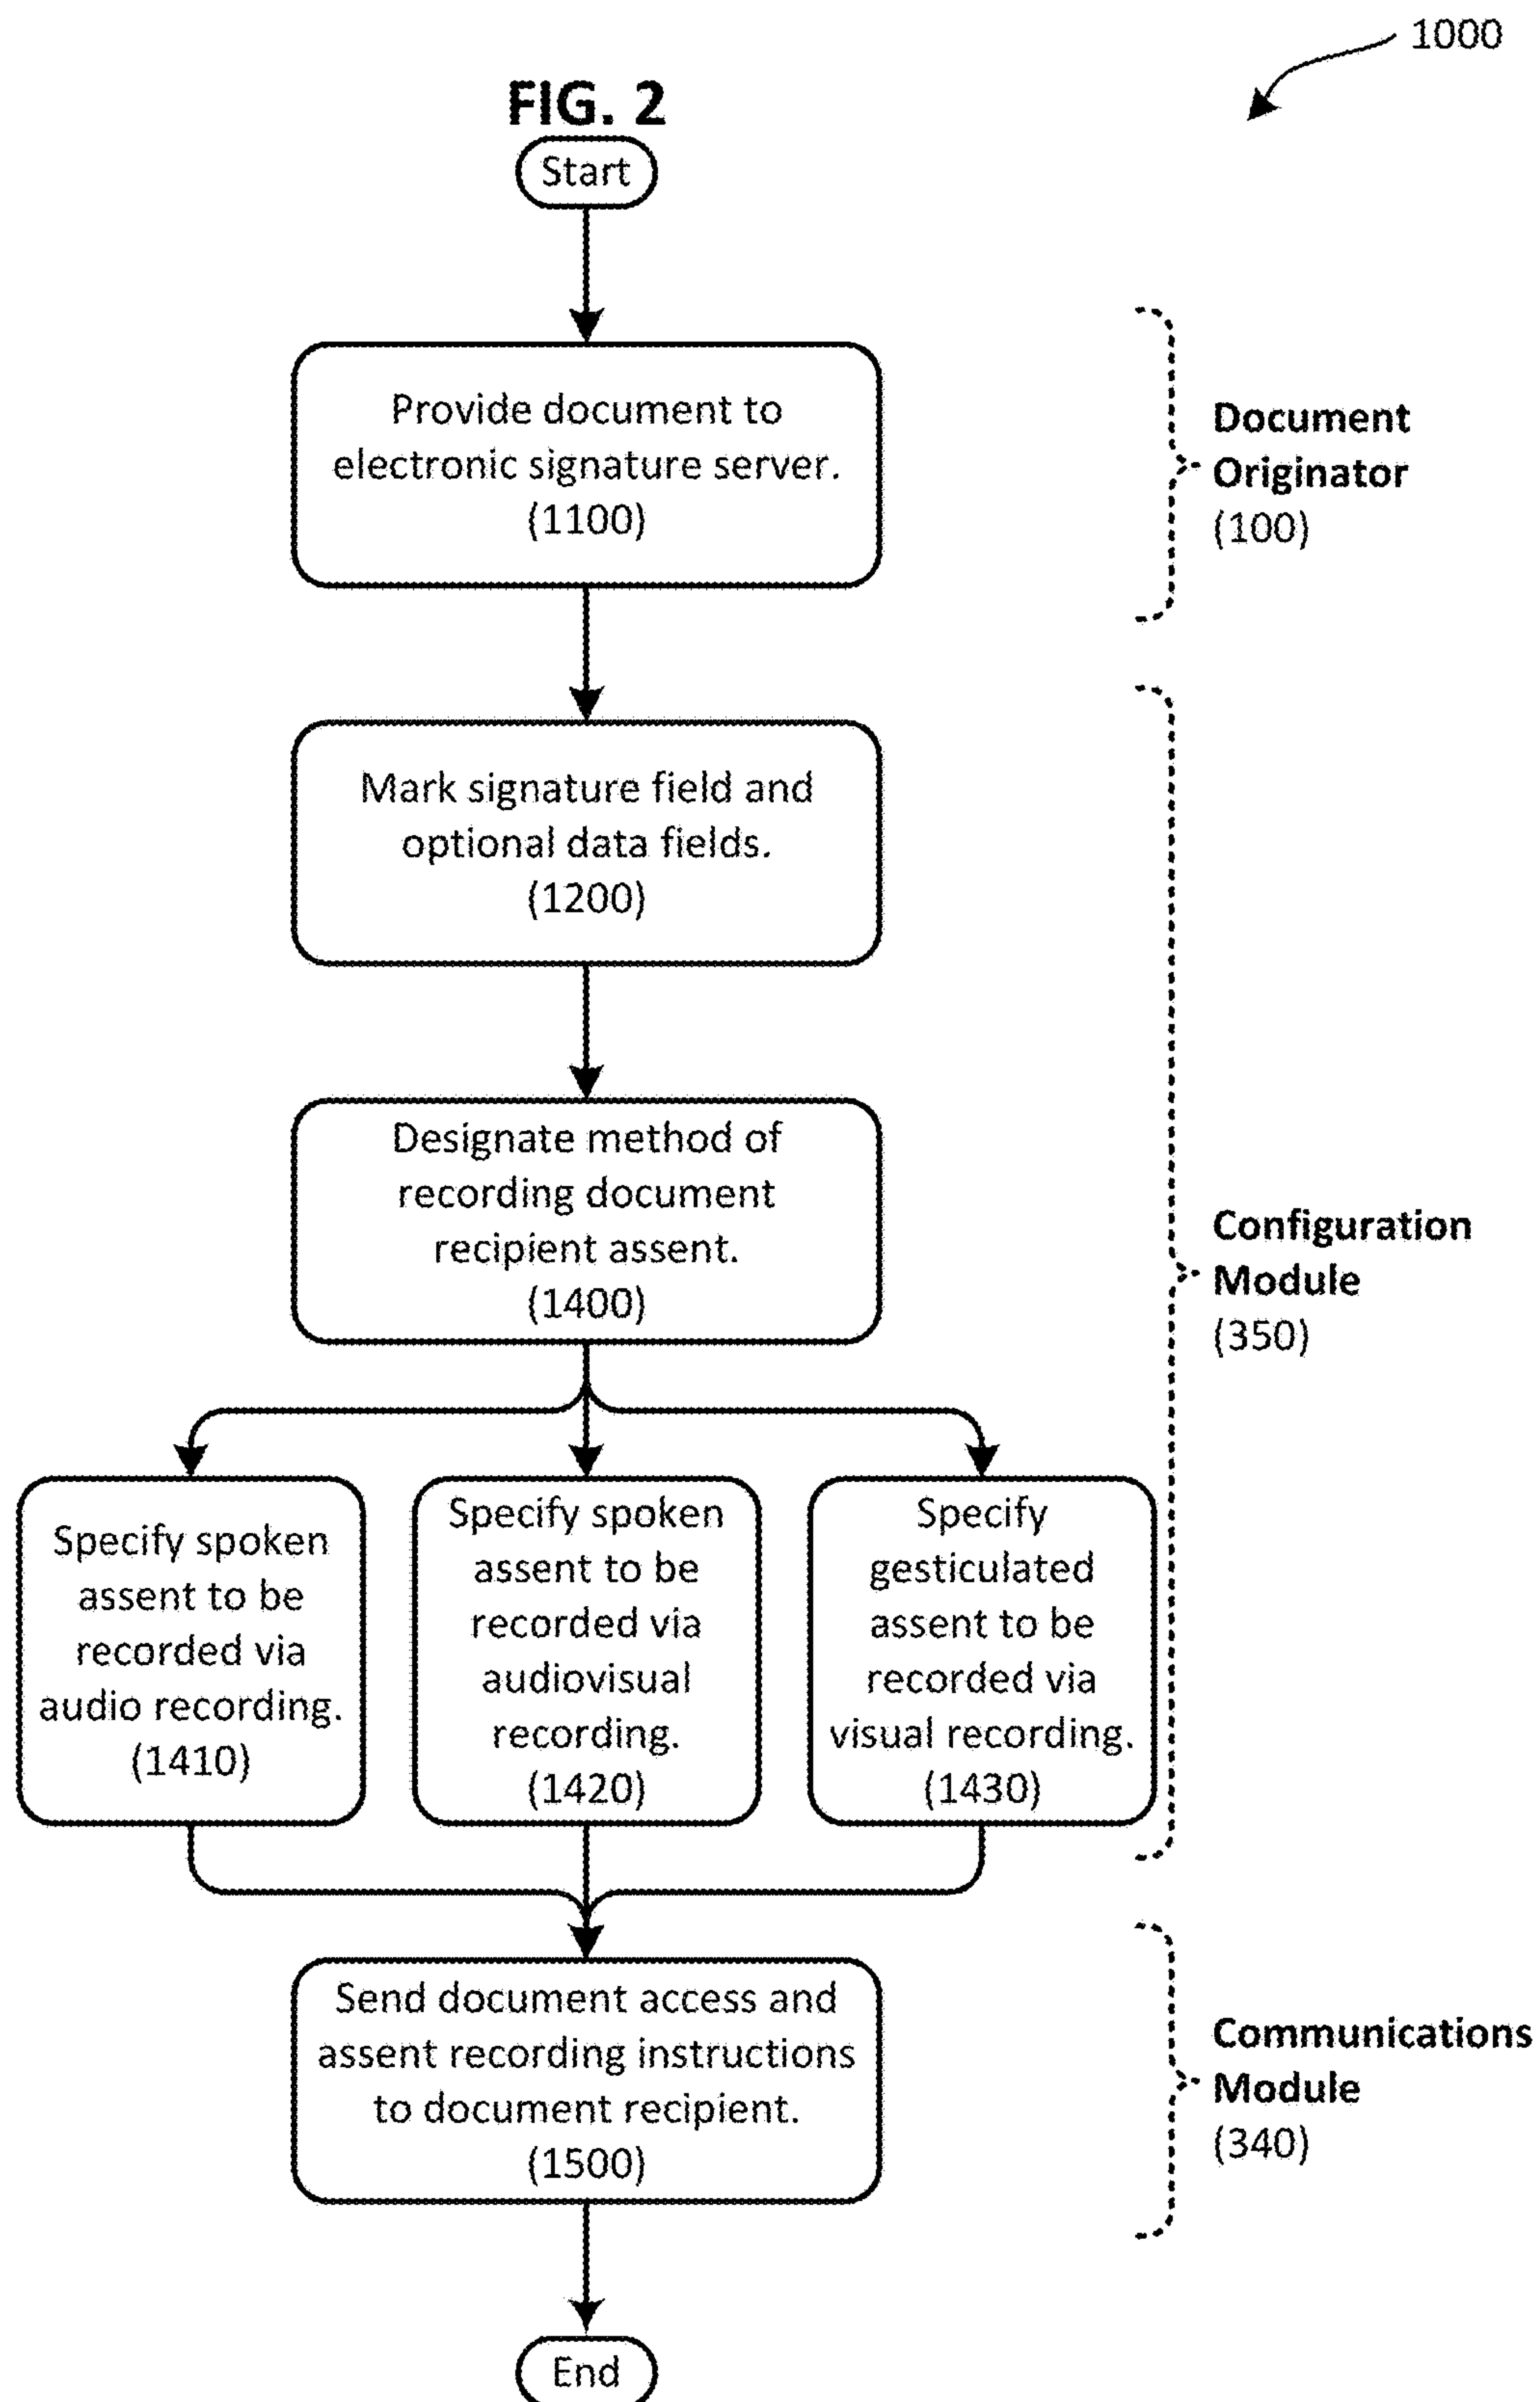 1000
FIG. 2
Start
Provide document to
electronic signature server.
(1100)
Document
Originator
(100)
Mark signature field and
optional data fields.
(1200)
Designate method of
recording document
recipient assent.
(1400)
Configuration
Module
(350)
Specify spoken
assent to be
recorded via
audio recording.
(1410)
Specify spoken
assent to be
recorded via
audiovisual
recording.
(1420)
Specify
gesticulated
assent to be
recorded via
visual recording.
(1430)
Send document access and
assent recording instructions
to document recipient.
(1500)
Communications
Module
(340)
End